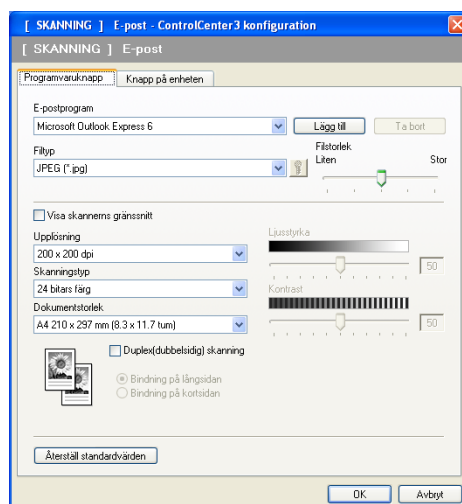 [ SKANNING ] E-post - ControlCenter3 konfiguration
[ SKANNING ] E-post
Programvaruknapp Knapp på enheten
E-postprogram
Microsoft Outlook Express 6 Lägg till Ta bort
Filtyp Filstorlek
Liten Stor
JPEG (*.jpg)
Visa skannerns gränssnitt
Upplösning Ljusstyrka
200 x 200 dpi 50
Skanningstyp
24 bitars färg Kontrast
Dokumentstorlek
A4 210 x 297 mm (8.3 x 11.7 tum) 50
Duplex(dubbelsidig) skanning
Bindning på långsidan
Bindning på kortsidan
Återställ standardvärden
OK Avbryt